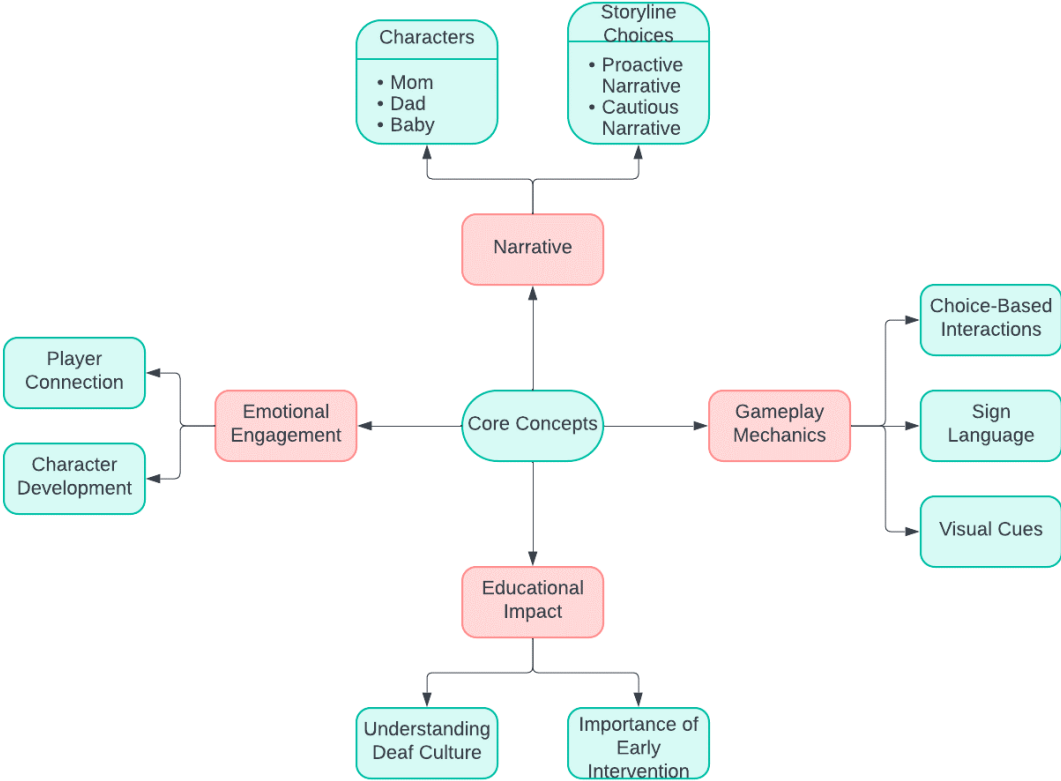 Characters
• Mom
• Dad
• Baby
Storyline
Choices
• Proactive
Narrative
• Cautious
Narrative
Narrative
Choice-Based
Interactions
Player
Connection
Emotional
Engagement
Core Concepts
Gameplay
Mechanics
Sign
Language
Character
Development
Visual Cues
Educational
Impact
Understanding
Deaf Culture
Importance of
Early
Intervention